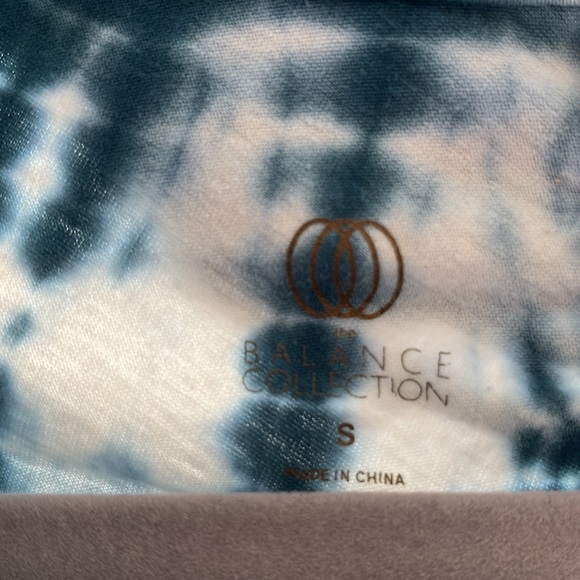 the
BALANCE
COLLECTION
S
MADE IN CHINA